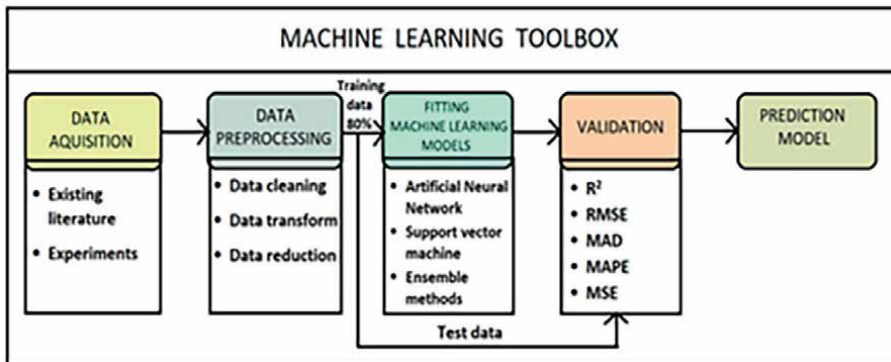 MACHINE LEARNING TOOLBOX
DATA
AQUISITION
• Existing
literature
• Experiments
DATA
PREPROCESSING
• Data cleaning
• Data transform
• Data reduction
Training
data
80%
FITTING
MACHINE LEARNING
MODELS
• Artificial Neural
Network
• Support vector
machine
• Ensemble
methods
VALIDATION
• R²
• RMSE
• MAD
• MAPE
• MSE
PREDICTION
MODEL
Test data